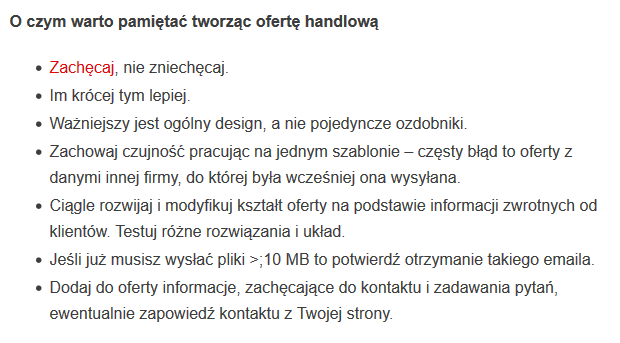 O czym warto pamiętać tworząc ofertę handlową
Zachęcaj, nie zniechęcaj.
Im krócej tym lepiej.
Ważniejszy jest ogólny design, a nie pojedyncze ozdobniki.
Zachowaj czujność pracując na jednym szablonie – częsty błąd to oferty z
danymi innej firmy, do której była wcześniej ona wysyłana.
Ciągle rozwijaj i modyfikuj kształt oferty na podstawie informacji zwrotnych od
klientów. Testuj różne rozwiązania i układ.
Jeśli już musisz wysłać pliki >;10 MB to potwierdź otrzymanie takiego emaila.
Dodaj do oferty informacje, zachęcające do kontaktu i zadawania pytań,
ewentualnie zapowiedź kontaktu z Twojej strony.